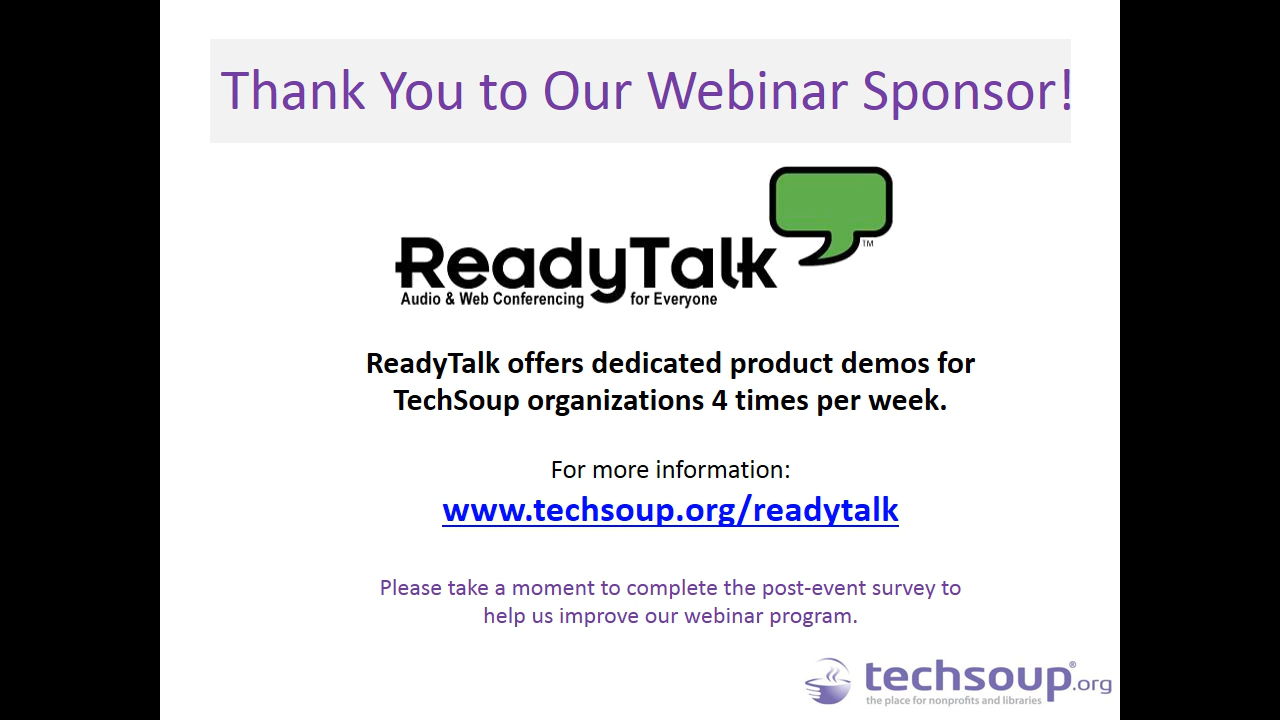 Thank You to Our Webinar Sponsor!
ReadyTalk™
Audio & Web Conferencing for Everyone
ReadyTalk offers dedicated product demos for
TechSoup organizations 4 times per week.
For more information:
www.techsoup.org/readytalk
Please take a moment to complete the post-event survey to
help us improve our webinar program.
techsoup®.org
the place for nonprofits and libraries